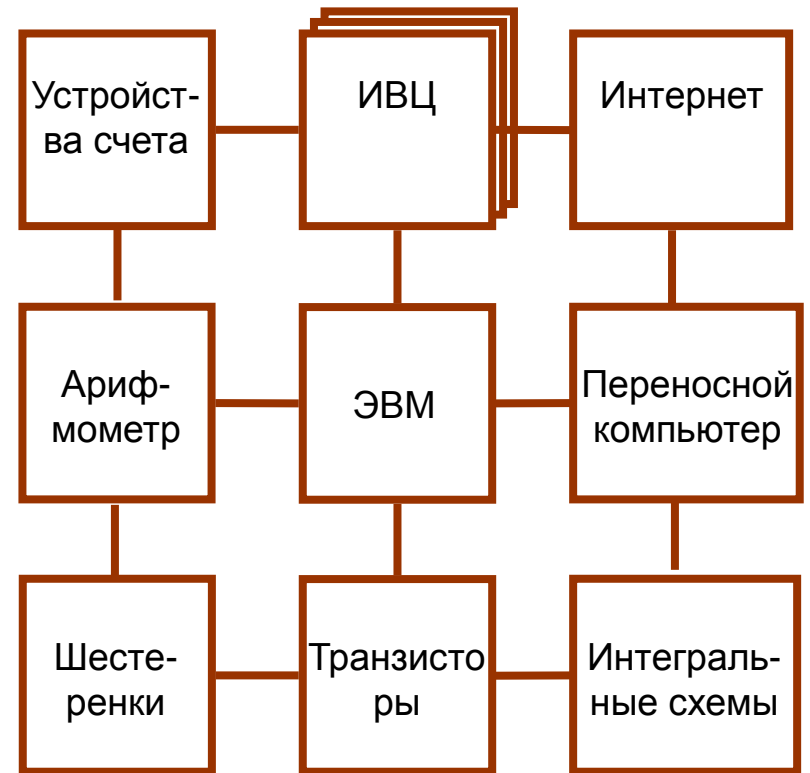 Устройст-
ва счета
ИВЦ
Интернет
Ариф-
мометр
ЭВМ
Переносной
компьютер
Шесте-
ренки
Транзисто
ры
Интеграль-
ные схемы